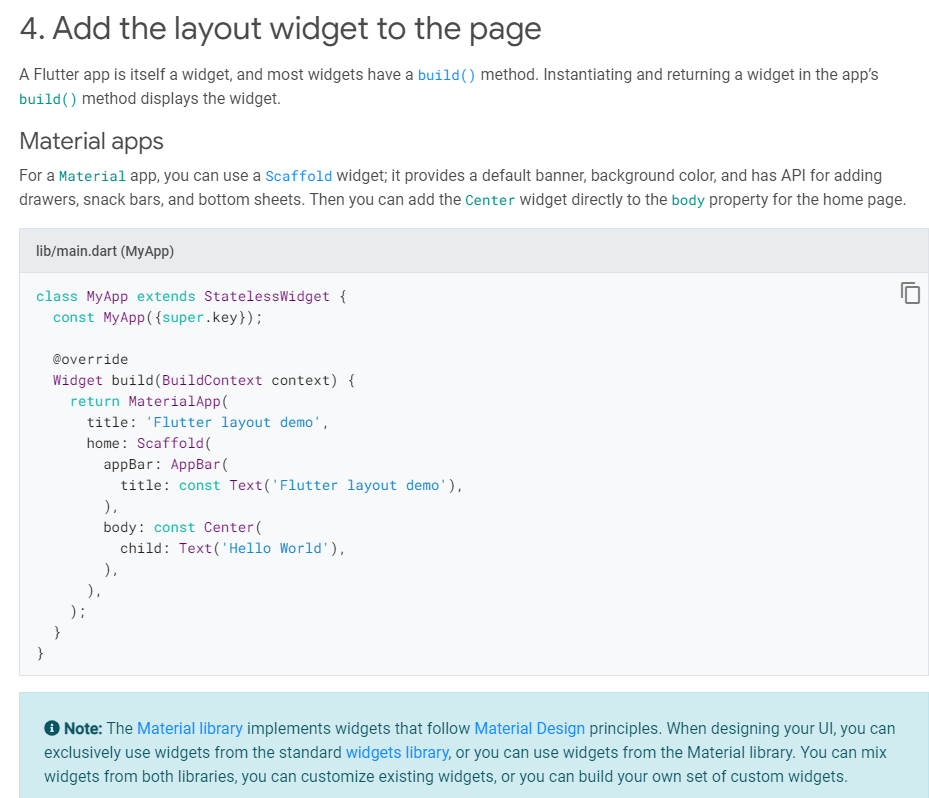 4. Add the layout widget to the page
A Flutter app is itself a widget, and most widgets have a build() method. Instantiating and returning a widget in the app’s
build() method displays the widget.
Material apps
For a Material app, you can use a Scaffold widget; it provides a default banner, background color, and has API for adding
drawers, snack bars, and bottom sheets. Then you can add the Center widget directly to the body property for the home page.
lib/main.dart (MyApp)
class MyApp extends StatelessWidget {
  const MyApp({super.key});

  @override
  Widget build(BuildContext context) {
    return MaterialApp(
      title: 'Flutter layout demo',
      home: Scaffold(
        appBar: AppBar(
          title: const Text('Flutter layout demo'),
        ),
        body: const Center(
          child: Text('Hello World'),
        ),
      ),
    );
  }
}
Note: The Material library implements widgets that follow Material Design principles. When designing your UI, you can
exclusively use widgets from the standard widgets library, or you can use widgets from the Material library. You can mix
widgets from both libraries, you can customize existing widgets, or you can build your own set of custom widgets.